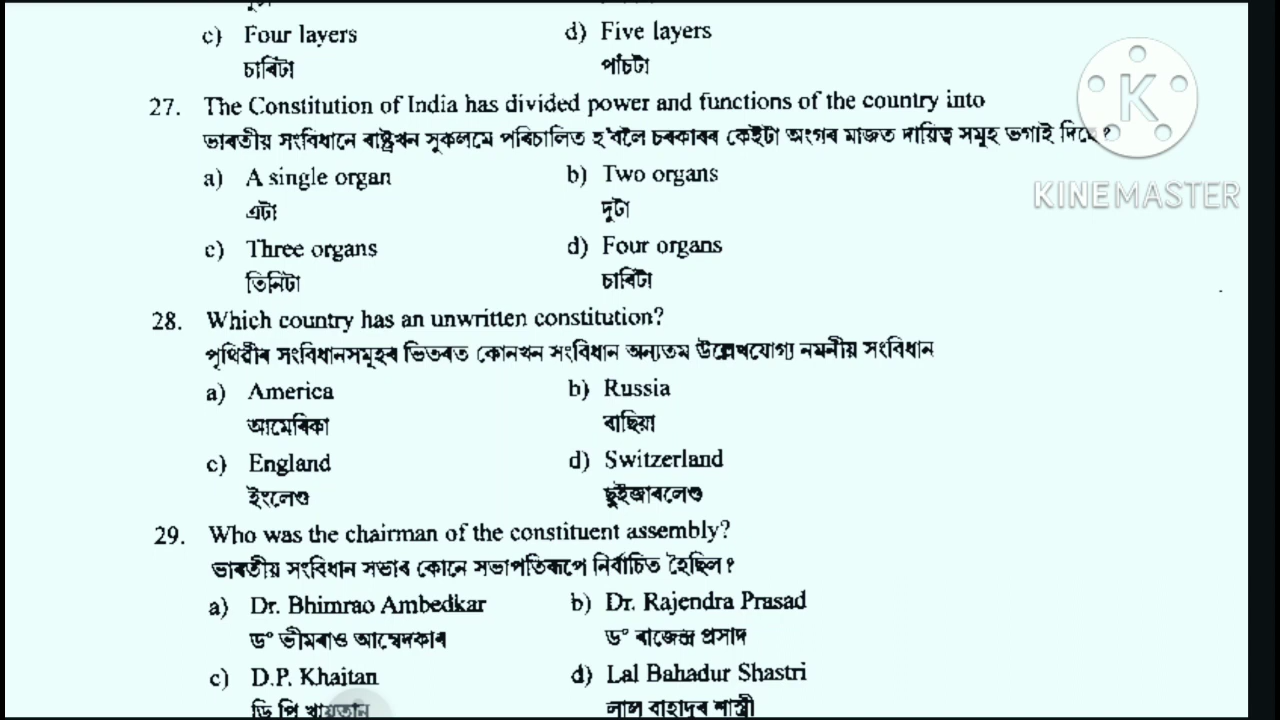 c) Four layers d) Five layers
চাৰিটা পাঁচটা
27. The Constitution of India has divided power and functions of the country into
ভাৰতীয় সংবিধানে ৰাষ্ট্ৰখন সুকলমে পৰিচালিত হ'বলৈ চৰকাৰৰ কেইটা অংগৰ মাজত দায়িত্ব সমূহ ভগাই দিছে ?
a) A single organ b) Two organs
এটা দুটা
c) Three organs d) Four organs
তিনিটা চাৰিটা
28. Which country has an unwritten constitution?
পৃথিৱীৰ সংবিধানসমূহৰ ভিতৰত কোনখন সংবিধান অন্যতম উল্লেখযোগ্য নমনীয় সংবিধান
a) America b) Russia
আমেৰিকা ৰাছিয়া
c) England d) Switzerland
ইংলেণ্ড ছুইজাৰলেণ্ড
29. Who was the chairman of the constituent assembly?
ভাৰতীয় সংবিধান সভাৰ কোনে সভাপতিৰূপে নিৰ্বাচিত হৈছিল ?
a) Dr. Bhimrao Ambedkar b) Dr. Rajendra Prasad
ড° ভীমৰাও আম্বেদকাৰ ড° ৰাজেন্দ্ৰ প্ৰসাদ
c) D.P. Khaitan d) Lal Bahadur Shastri
ডি পি খায়তান লাল বাহাদুৰ শাস্ত্ৰী
K
KINEMASTER